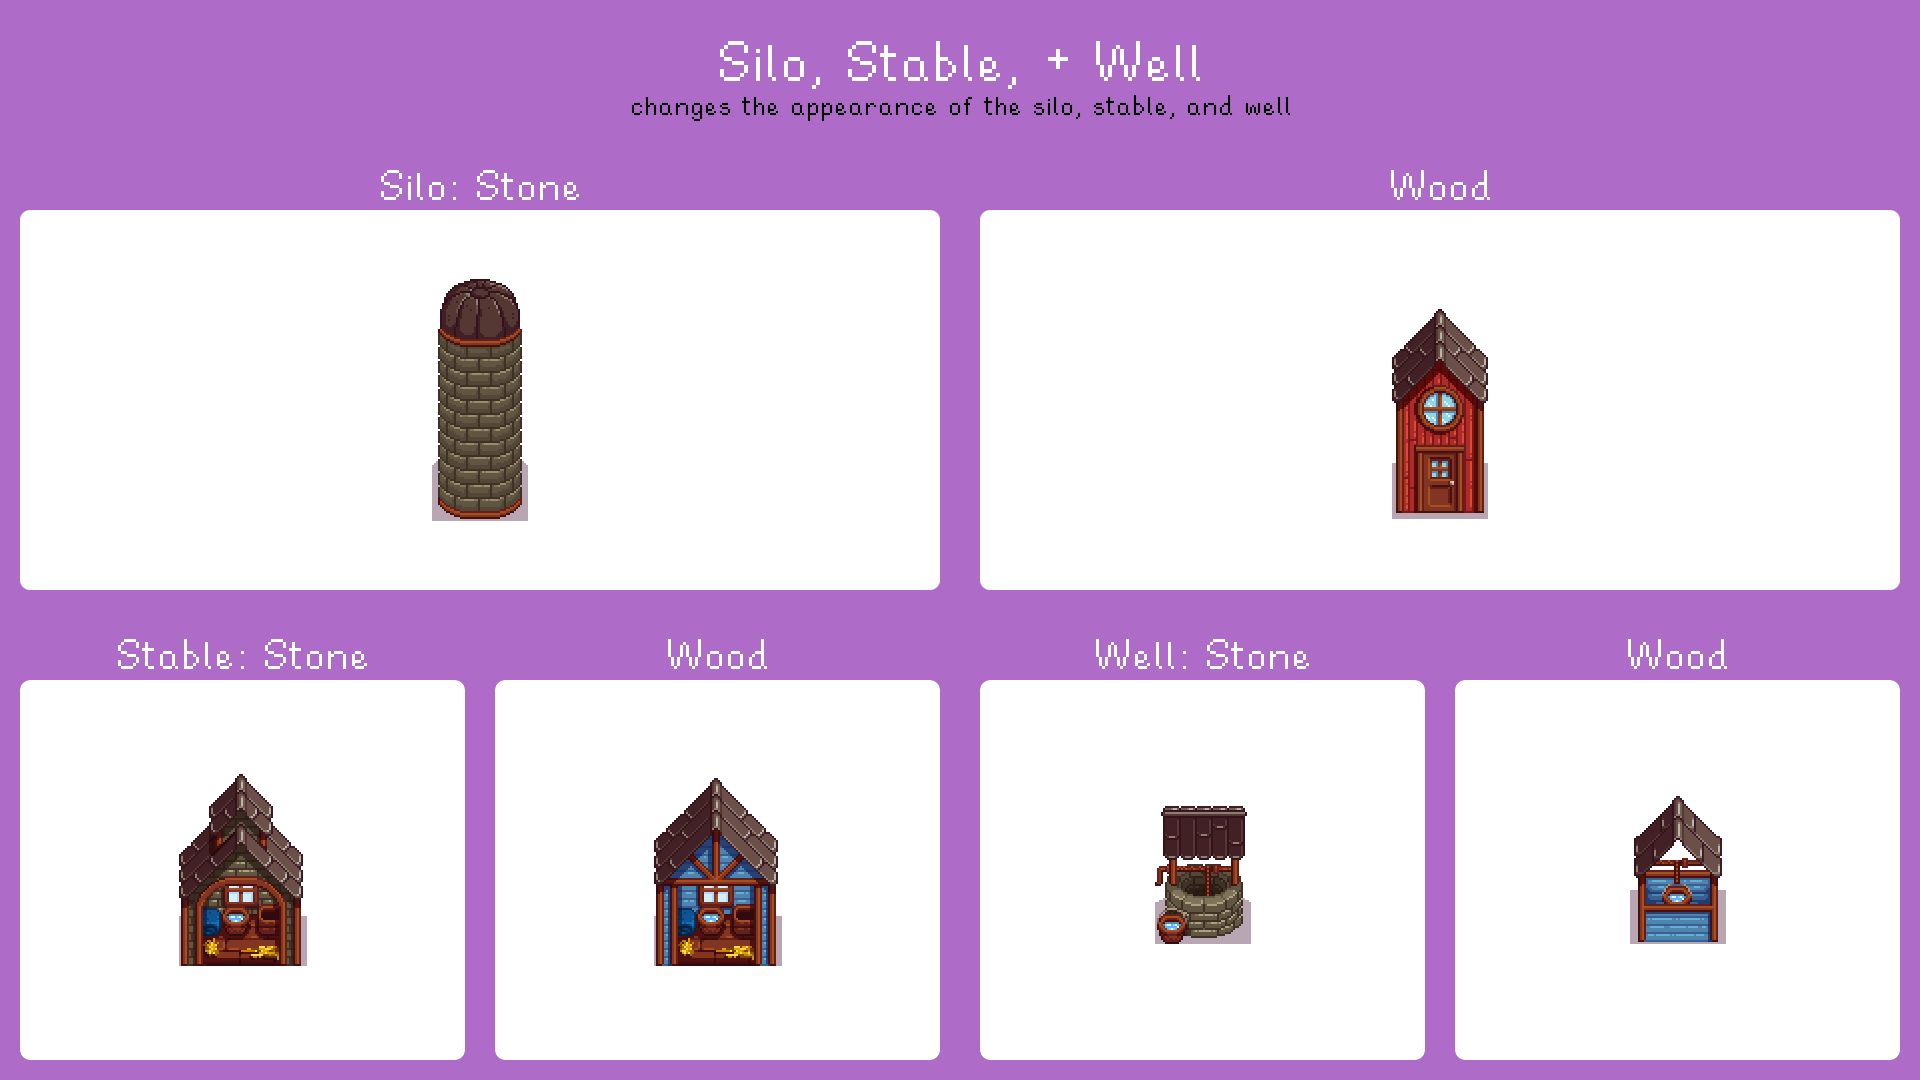 Silo, Stable, + Well
changes the appearance of the silo, stable, and well
Silo: Stone
Wood
Stable: Stone
Wood
Well: Stone
Wood